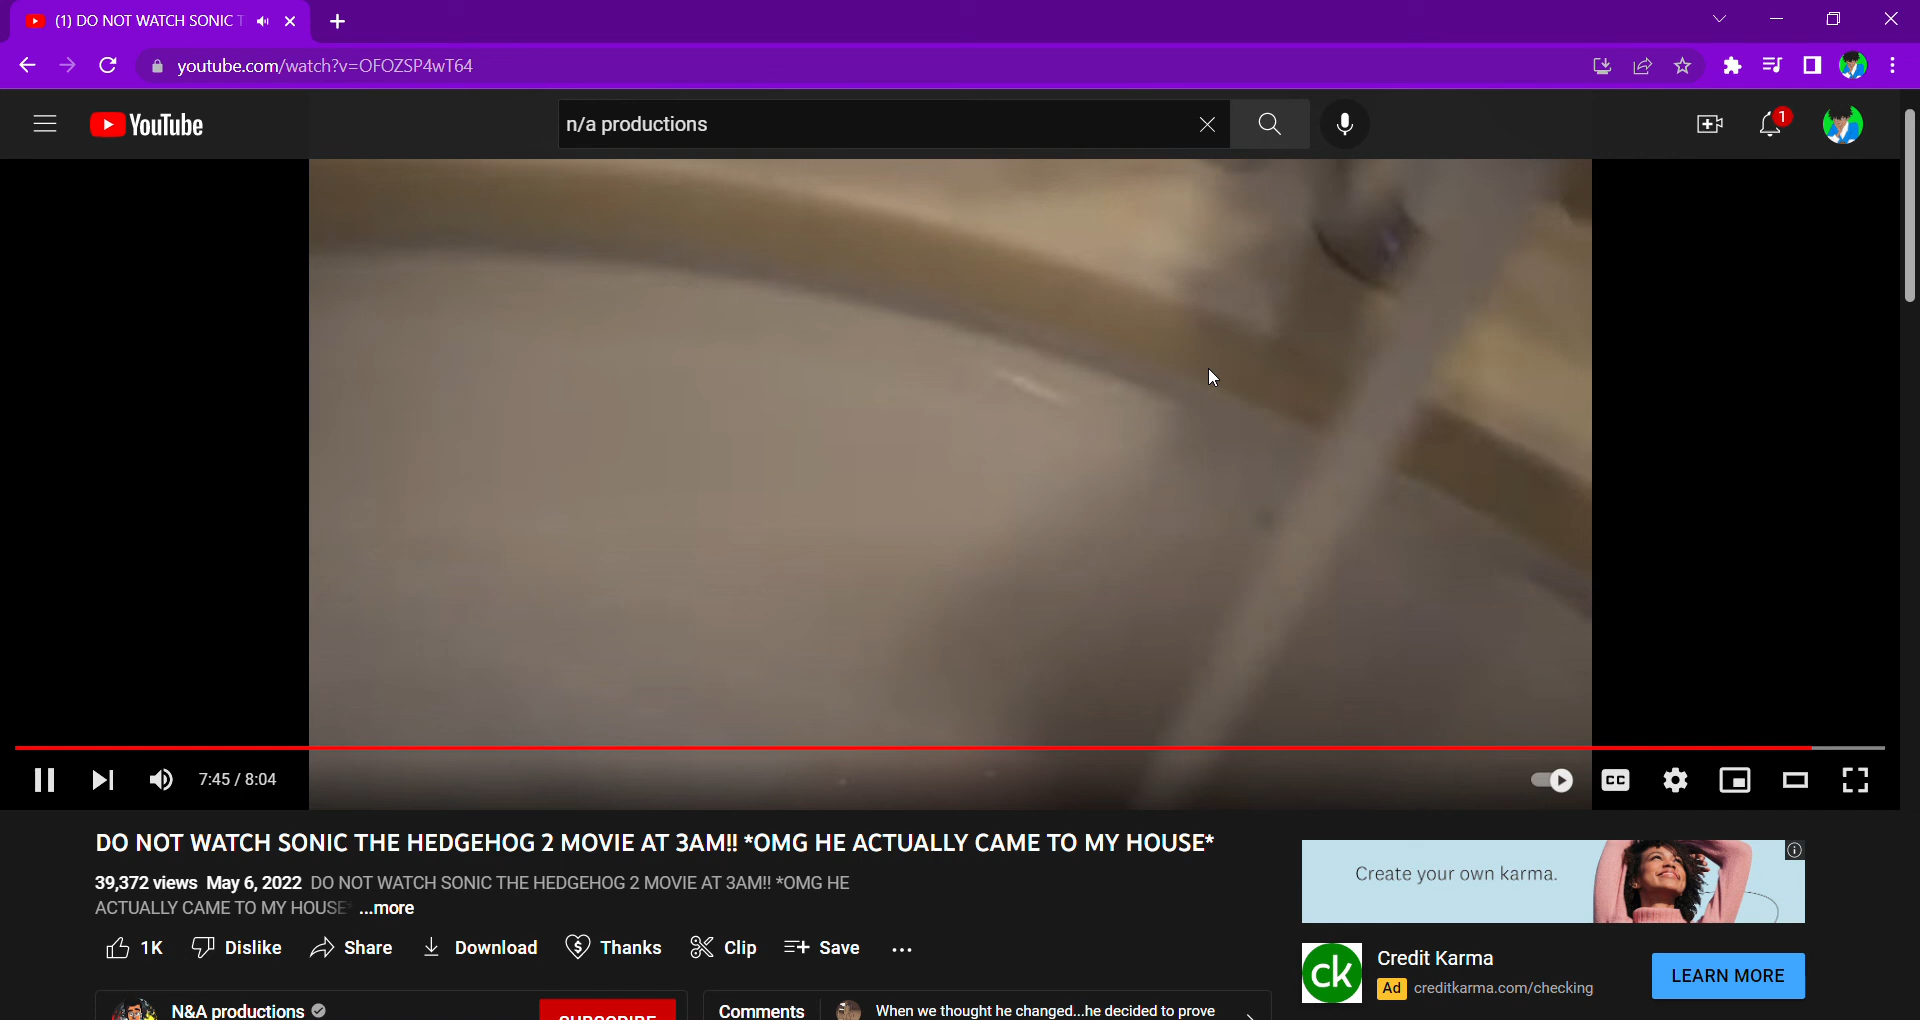 (1) DO NOT WATCH SONIC T
youtube.com/watch?v=OFOZSP4wT64
YouTube
n/a productions
1
7:45 / 8:04
CC
DO NOT WATCH SONIC THE HEDGEHOG 2 MOVIE AT 3AM!! *OMG HE ACTUALLY CAME TO MY HOUSE*
39,372 views May 6, 2022 DO NOT WATCH SONIC THE HEDGEHOG 2 MOVIE AT 3AM!! *OMG HE
ACTUALLY CAME TO MY HOUSE* ...more
1K Dislike Share Download Thanks Clip Save
N&A productions
SUBSCRIBE
Comments
When we thought he changed...he decided to prove
Create your own karma.
ck
Credit Karma
Ad creditkarma.com/checking
LEARN MORE